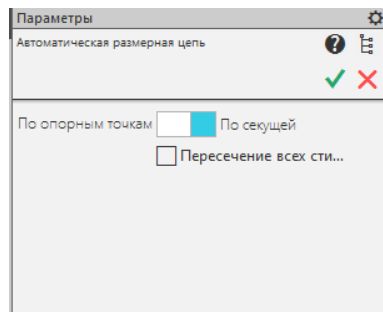 Параметры
Автоматическая размерная цепь
По опорным точкам По секущей
Пересечение всех сти...